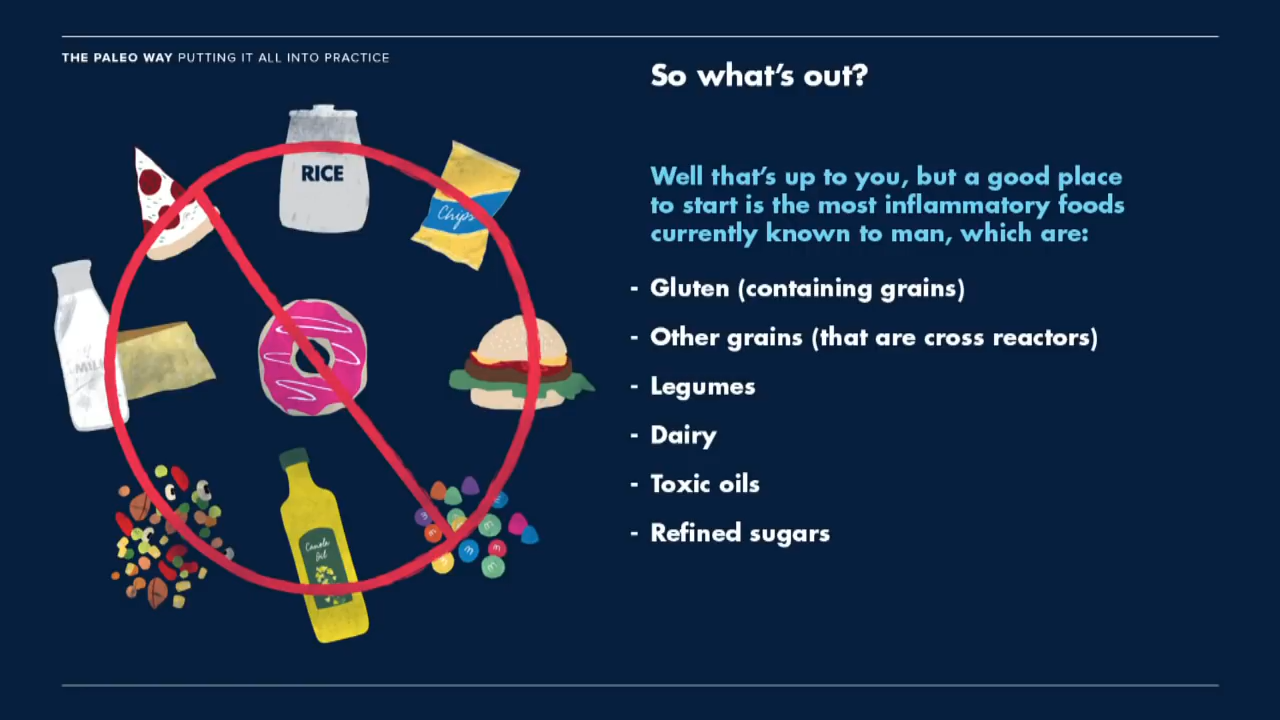 THE PALEO WAY PUTTING IT ALL INTO PRACTICE
So what's out?
Well that's up to you, but a good place
to start is the most inflammatory foods
currently known to man, which are:
- Gluten (containing grains)
- Other grains (that are cross reactors)
- Legumes
- Dairy
- Toxic oils
- Refined sugars
RICE
Chips
MILK
Canola
Oil
m
m
m
m
m
m
m